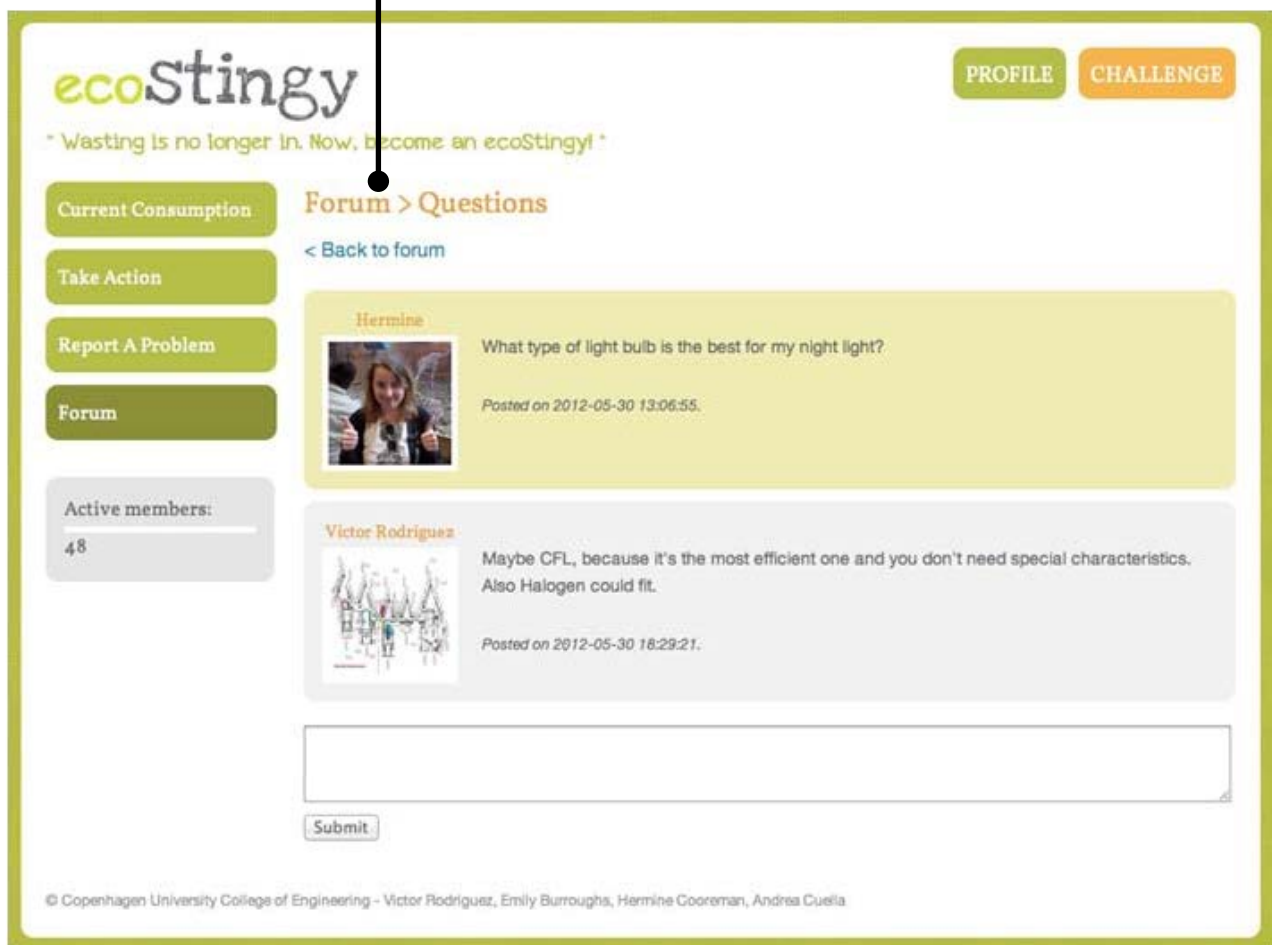 ecoStingy
PROFILE
CHALLENGE
" Wasting is no longer in. Now, become an ecoStingy! "
Current Consumption
Take Action
Report A Problem
Forum
Active members:
48
Forum > Questions
< Back to forum
Hermine
What type of light bulb is the best for my night light?
Posted on 2012-05-30 13:06:55.
Victor Rodriguez
Maybe CFL, because it's the most efficient one and you don't need special characteristics.
Also Halogen could fit.
Posted on 2012-05-30 18:29:21.
Submit
© Copenhagen University College of Engineering - Victor Rodriguez, Emily Burroughs, Hermine Cooreman, Andrea Cuella